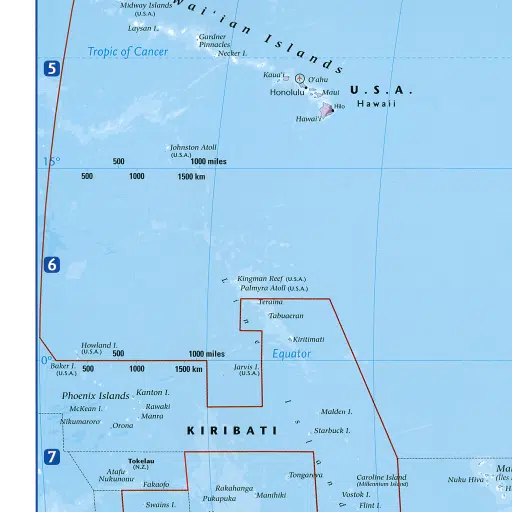 Midway Islands
(U.S.A.)
wai'ian Islands
Laysan I.
Gardner
Pinnacles
Tropic of Cancer
Necker I.
5
Kaua'i
O'ahu
Honolulu
Maui
U.S.A.
Hawaii
Hilo
Hawai'i
Johnston Atoll
(U.S.A.)
15°
500
1000 miles
500
1000
1500 km
6
Kingman Reef (U.S.A.)
Palmyra Atoll (U.S.A.)
Line
Teraina
Tabuaeran
Kiritimati
Howland I.
(U.S.A.)
500
1000 miles
Equator
0°
Baker I.
(U.S.A.)
500
1000
1500 km
Jarvis I.
(U.S.A.)
Phoenix Islands
Kanton I.
McKean I.
Rawaki
Manra
Nikumaroro
Orona
Malden I.
Starbuck I.
KIRIBATI
Island
7
Tokelau
(N.Z.)
Atafu
Nukunonu
Fakaofo
Tongareva
Caroline Island
(Millennium Island)
Nuku Hiva
Ma
(Îles
H
Swains I.
Rakahanga
Pukapuka
Manihiki
Vostok I.
Flint I.